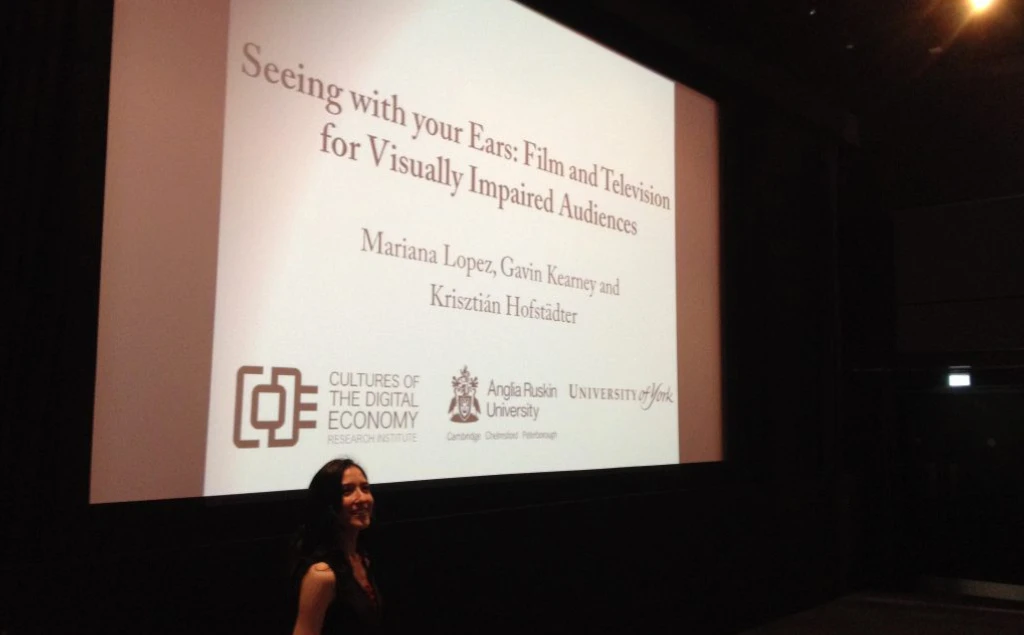 Seeing with your Ears: Film and Television
for Visually Impaired Audiences
Mariana Lopez, Gavin Kearney and
Krisztián Hofstädter
CULTURES OF
THE DIGITAL
ECONOMY
RESEARCH INSTITUTE
Anglia Ruskin
University
Cambridge Chelmsford Peterborough
UNIVERSITY of York